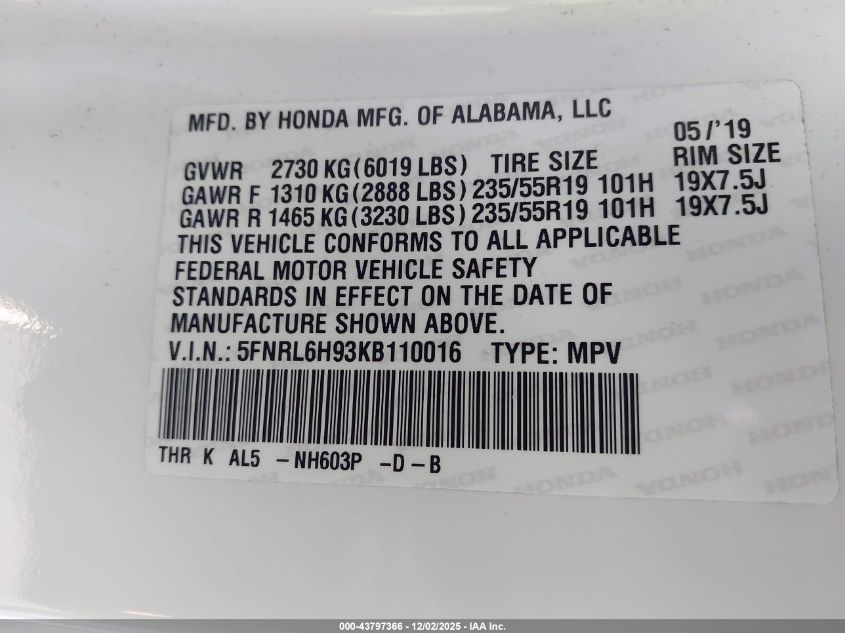 MFD. BY HONDA MFG. OF ALABAMA, LLC
05/'19
GVWR 2730 KG(6019 LBS) TIRE SIZE RIM SIZE
GAWR F 1310 KG(2888 LBS) 235/55R19 101H 19X7.5J
GAWR R 1465 KG(3230 LBS) 235/55R19 101H 19X7.5J
THIS VEHICLE CONFORMS TO ALL APPLICABLE
FEDERAL MOTOR VEHICLE SAFETY
STANDARDS IN EFFECT ON THE DATE OF
MANUFACTURE SHOWN ABOVE.
V.I.N.: 5FNRL6H93KB110016 TYPE: MPV
THR K AL5 -NH603P -D-B
000-43797366 - 12/02/2025 - IAA Inc.